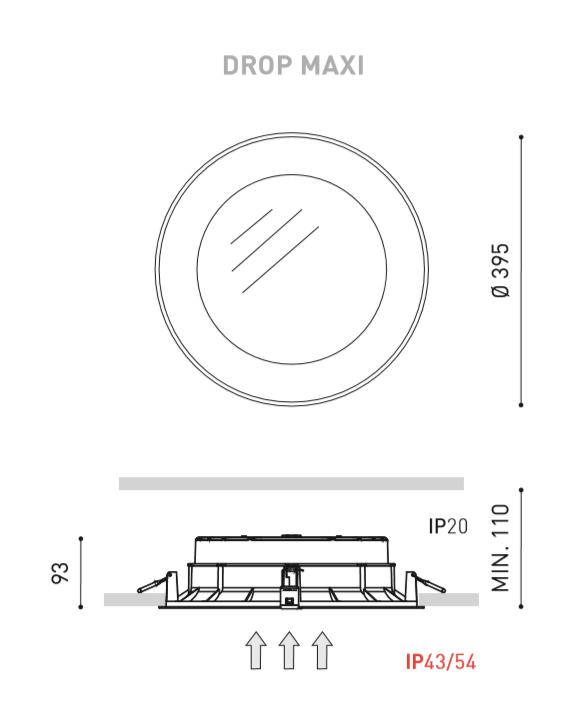 DROP MAXI
Ø 395
IP20
MIN. 110
93
IP43/54